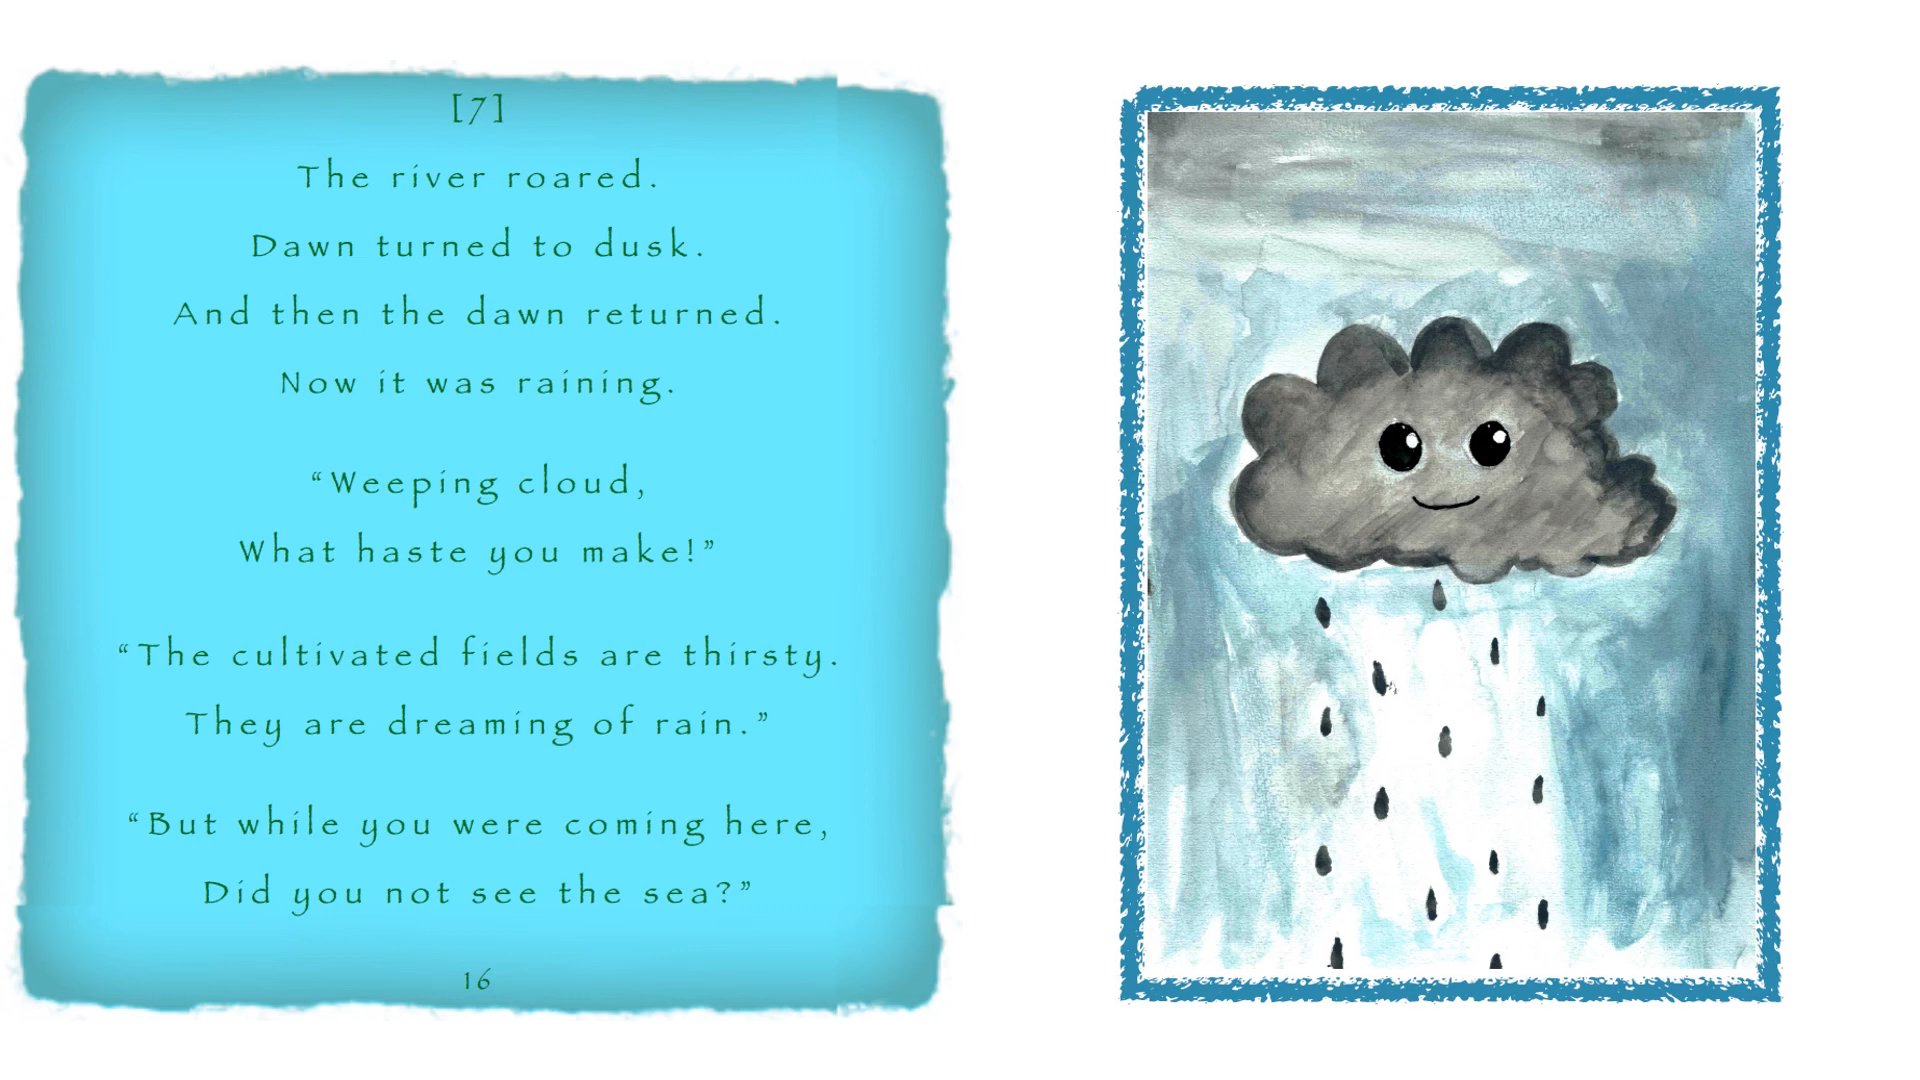 [7]
The river roared.
Dawn turned to dusk.
And then the dawn returned.
Now it was raining.
“Weeping cloud,
What haste you make!”
“The cultivated fields are thirsty.
They are dreaming of rain.”
“But while you were coming here,
Did you not see the sea?”
16